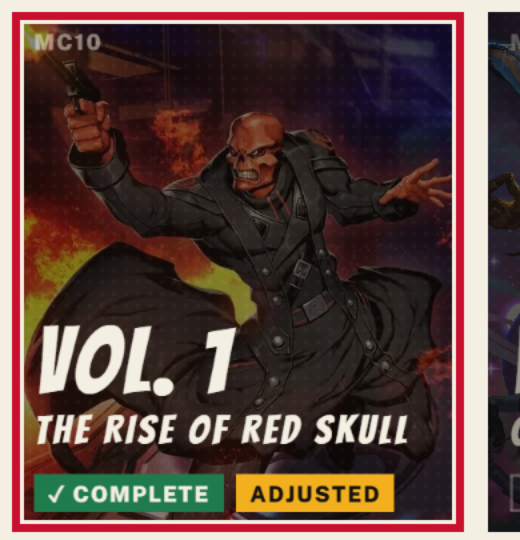 MC10
VOL. 1
THE RISE OF RED SKULL
✓ COMPLETE
ADJUSTED